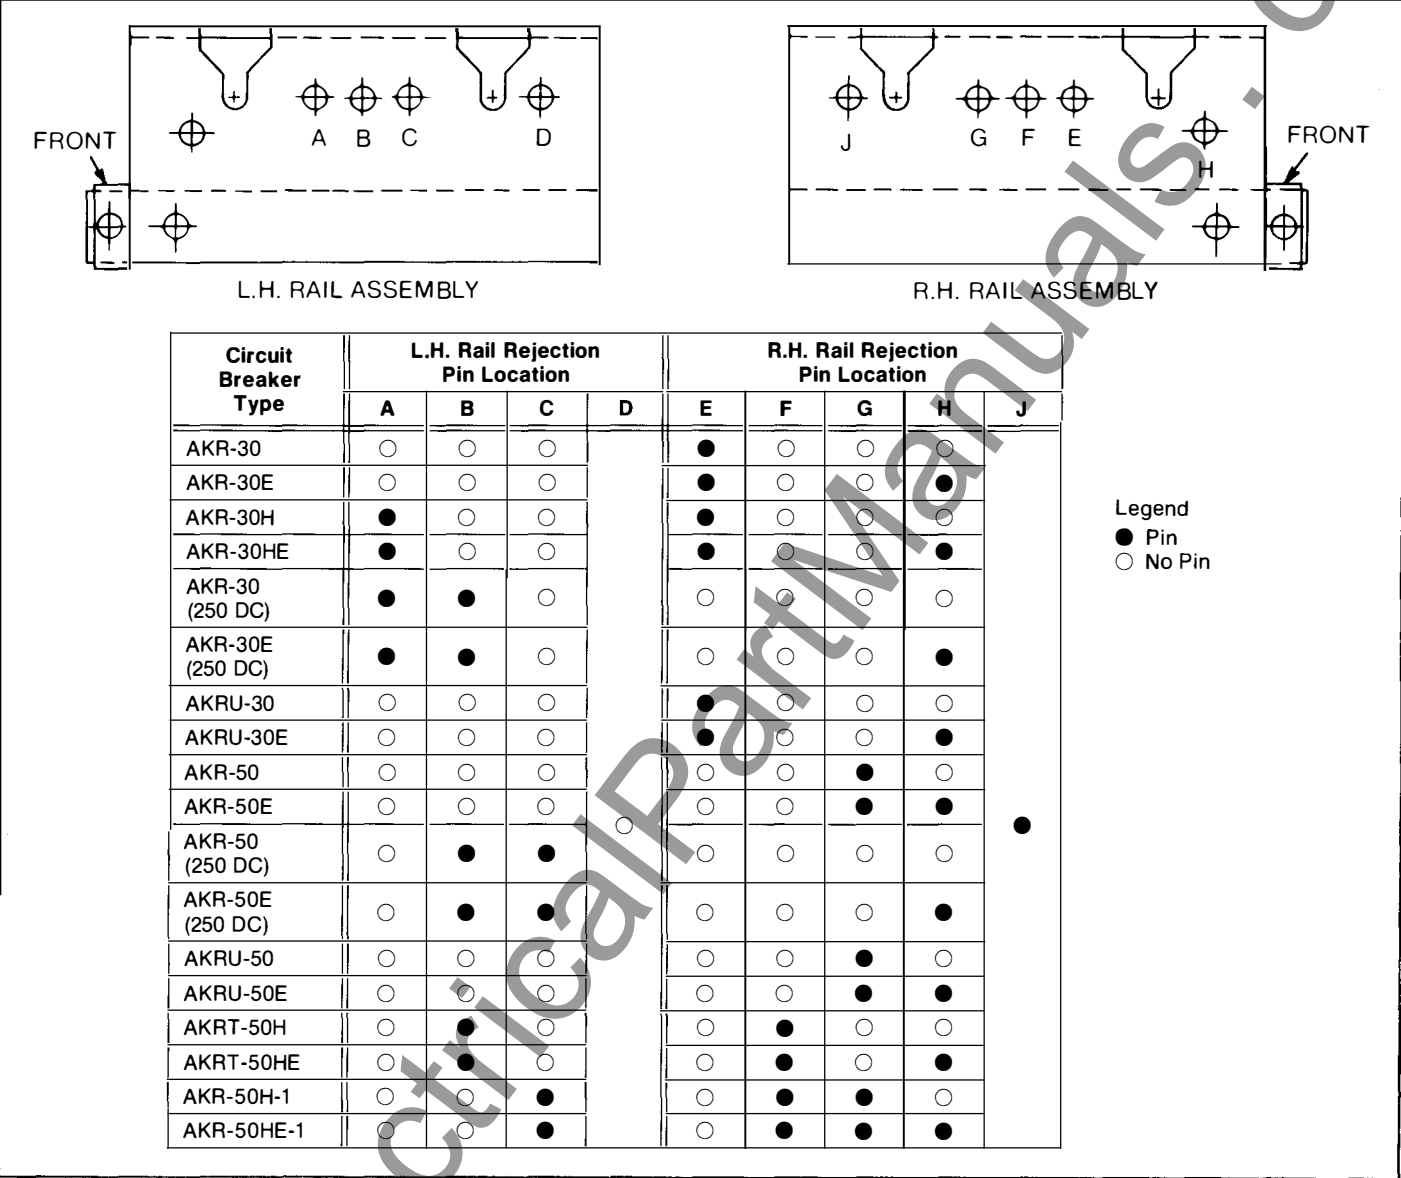 FRONT
A B C D
L.H. RAIL ASSEMBLY
J G F E
H
FRONT
R.H. RAIL ASSEMBLY
Circuit
Breaker
Type
L.H. Rail Rejection
Pin Location
R.H. Rail Rejection
Pin Location
A B C D E F G H J
AKR-30
AKR-30E
AKR-30H
AKR-30HE
AKR-30
(250 DC)
AKR-30E
(250 DC)
AKRU-30
AKRU-30E
AKR-50
AKR-50E
AKR-50
(250 DC)
AKR-50E
(250 DC)
AKRU-50
AKRU-50E
AKRT-50H
AKRT-50HE
AKR-50H-1
AKR-50HE-1
Legend
Pin
No Pin
ctricalPartManuals . c